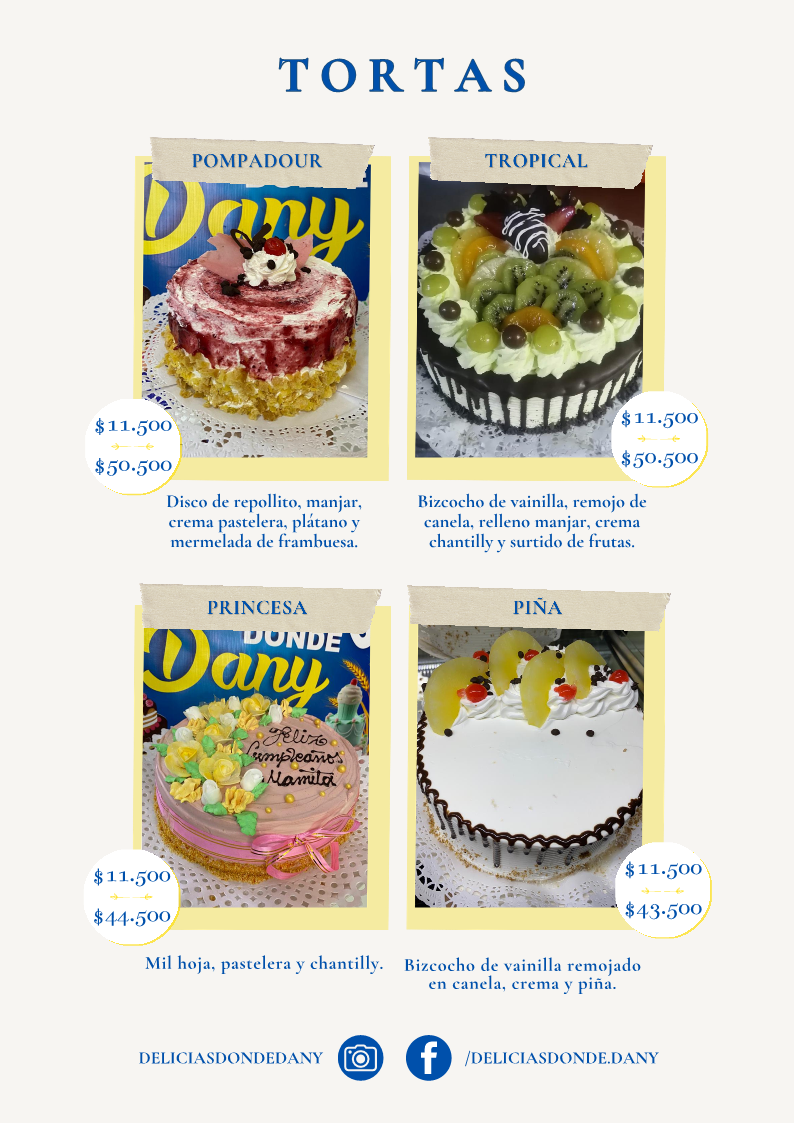 TORTAS
POMPADOUR
Dany
$11.500
$50.500
Disco de repollito, manjar,
crema pastelera, plátano y
mermelada de frambuesa.
TROPICAL
$11.500
$50.500
Bizcocho de vainilla, remojo de
canela, relleno manjar, crema
chantilly y surtido de frutas.
PRINCESA
DONDE
Dany
Feliz
Cumpleaños
Mamita
$11.500
$44.500
Mil hoja, pastelera y chantilly.
PIÑA
$11.500
$43.500
Bizcocho de vainilla remojado
en canela, crema y piña.
DELICIASDONDEDANY
/DELICIASDONDE.DANY